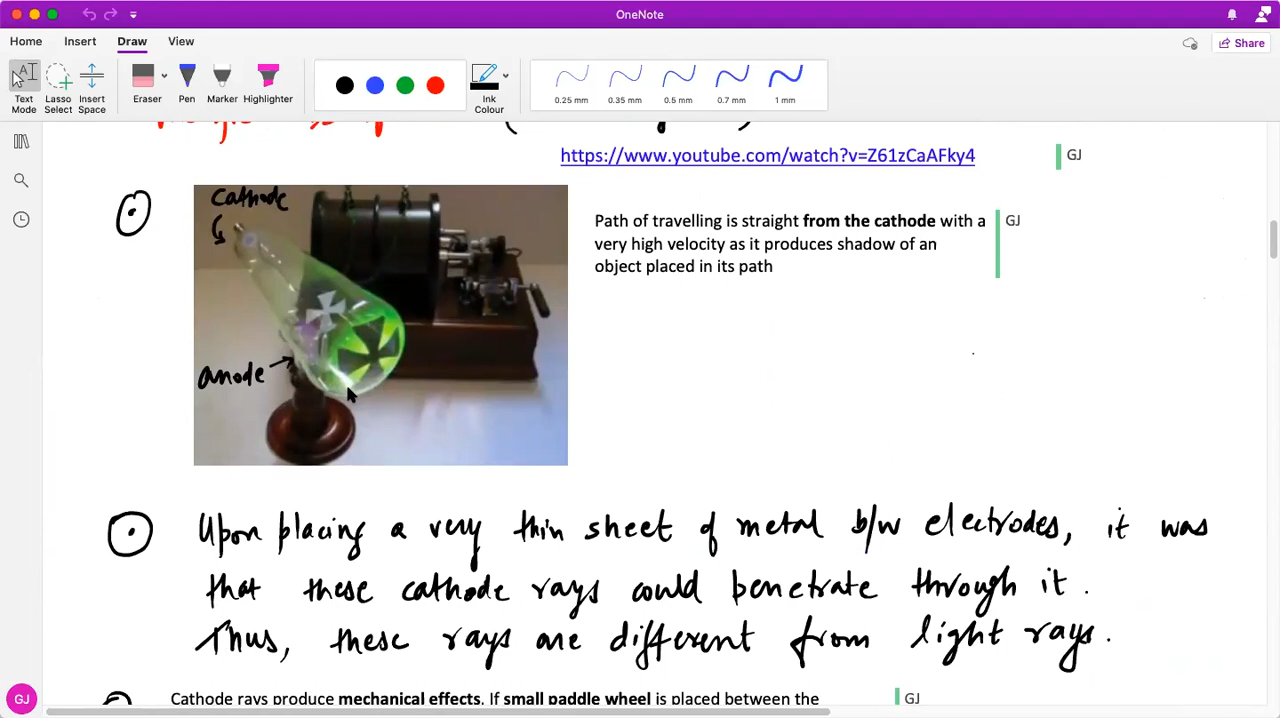 OneNote
Home Insert Draw View
Share
Text Mode
Lasso Select
Insert Space
Eraser
Pen
Marker
Highlighter
Ink Colour
0.25 mm
0.35 mm
0.5 mm
0.7 mm
1 mm
https://www.youtube.com/watch?v=Z61zCaAFky4
GJ
Cathode
anode
Path of travelling is straight from the cathode with a
very high velocity as it produces shadow of an
object placed in its path
GJ
Upon placing a very thin sheet of metal b/w electrodes, it was
that these cathode rays could penetrate through it.
Thus, these rays are different from light rays.
Cathode rays produce mechanical effects. If small paddle wheel is placed between the
GJ
GJ